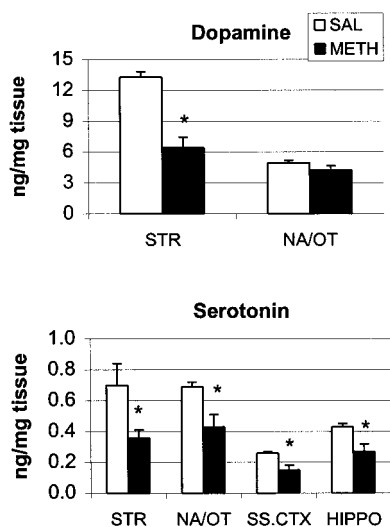 Dopamine
SAL
METH
ng/mg tissue
15
12
9
6
3
0
*
STR NA/OT
Serotonin
ng/mg tissue
1.0
0.8
0.6
0.4
0.2
0.0
* * * *
STR NA/OT SS.CTX HIPPO